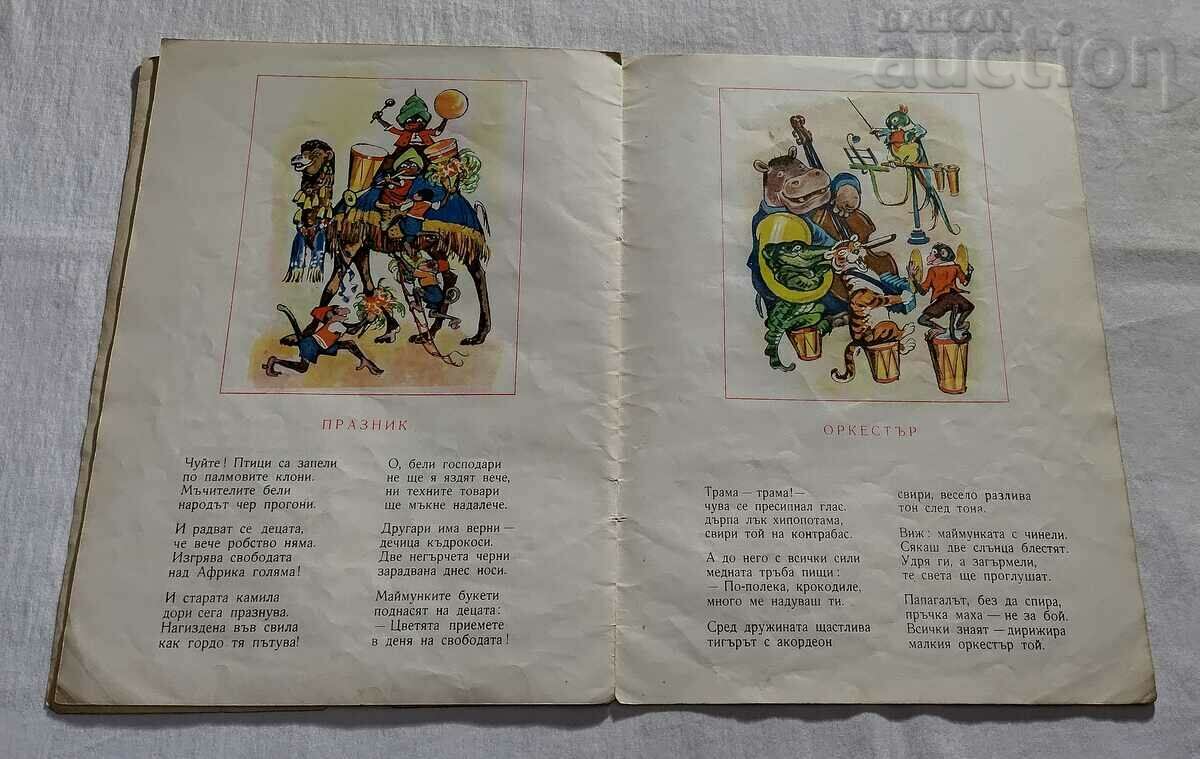 BALKAN
auction
ПРАЗНИК
Чуйте! Птици са запели
по палмовите клони.
Мъчителите бели
народът чер прогони.
И радват се децата,
че вече робство няма.
Изгрява свободата
над Африка голяма!
И старата камила
дори сега празнува.
Нагиздена във свила
как гордо тя пътува!
О, бели господари
не ще я яздят вече,
ни техните товари
ще мъкне надалече.
Другари има верни —
дечица къдрокоси.
Две негърчета черни
зарадвана днес носи.
Маймунките букети
поднасят на децата:
— Цветята приемете
в деня на свободата!
ОРКЕСТЪР
Трама — трама! —
чува се пресипнал глас.
дърпа лък хипопотама,
свири той на контрабас.
А до него с всички сили
медната тръба пищи:
— По-полека, крокодиле,
много ме надуваш ти.
Сред дружината щастлива
тигърът с акордеон
свири, весело разлива
тон след тона.
Виж: маймунката с чинели.
Сякаш две слънца блестят.
Удря ги, а загърмели,
те света ще проглушат.
Папагалът, без да спира,
пръчка маха — не за бой.
Всички знаят — дирижира
малкия оркестър той.